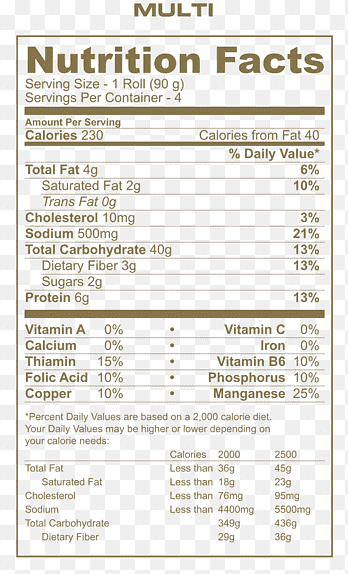 MULTI
Nutrition Facts
Serving Size - 1 Roll (90 g)
Servings Per Container - 4
Amount Per Serving
Calories 230 Calories from Fat 40
% Daily Value*
Total Fat 4g 6%
Saturated Fat 2g 10%
Trans Fat 0g
Cholesterol 10mg 3%
Sodium 500mg 21%
Total Carbohydrate 40g 13%
Dietary Fiber 3g 13%
Sugars 2g
Protein 6g 13%
Vitamin A 0% • Vitamin C 0%
Calcium 0% • Iron 0%
Thiamin 15% • Vitamin B6 10%
Folic Acid 10% • Phosphorus 10%
Copper 10% • Manganese 25%
*Percent Daily Values are based on a 2,000 calorie diet.
Your Daily Values may be higher or lower depending on
your calorie needs:
Calories 2000 2500
Total Fat Less than 36g 45g
Saturated Fat Less than 18g 23g
Cholesterol Less than 76mg 95mg
Sodium Less than 4400mg 5500mg
Total Carbohydrate 349g 436g
Dietary Fiber 29g 36g